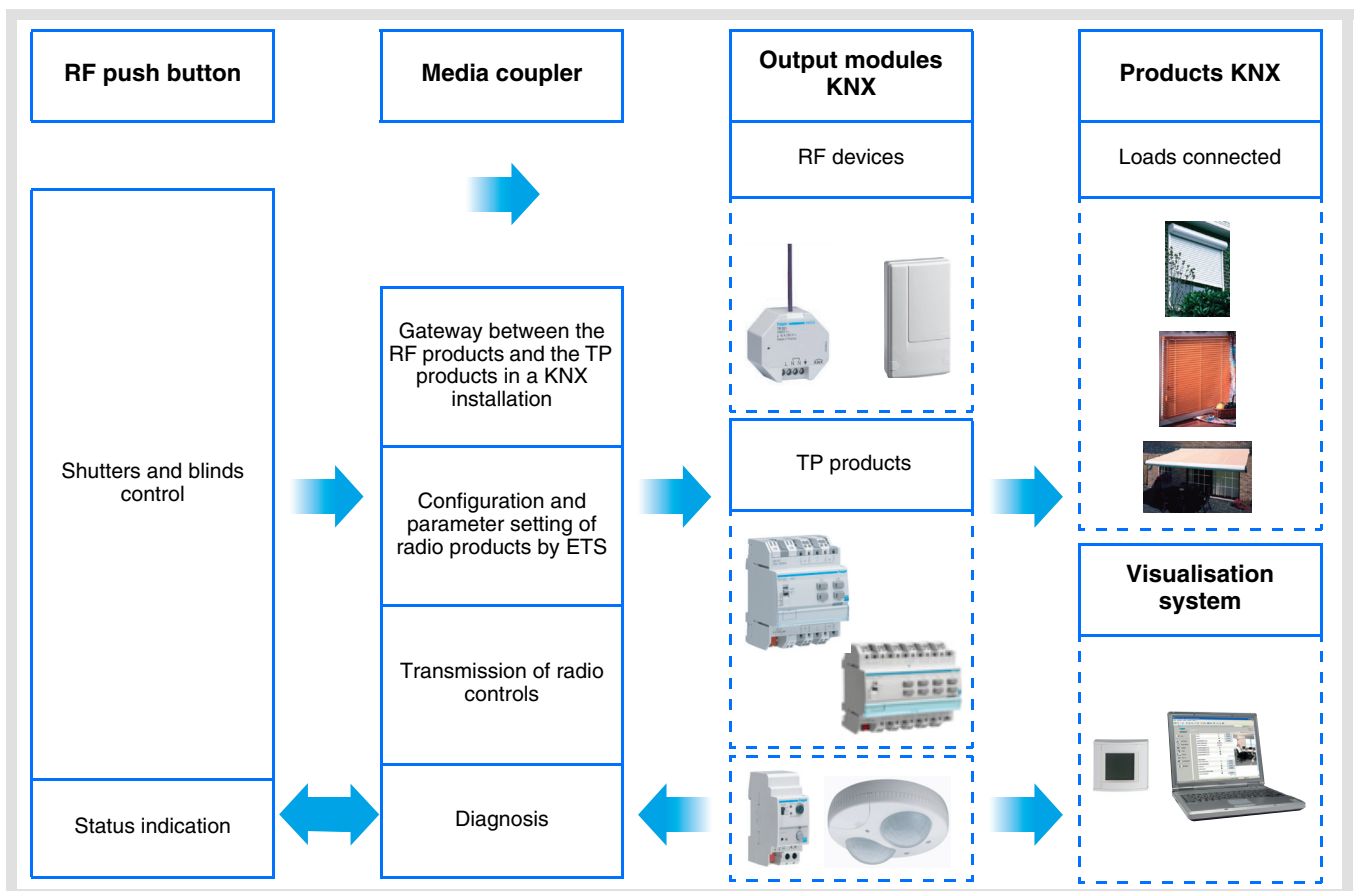 RF push button
Media coupler
Output modules
KNX
Products KNX
RF devices
Loads connected
Gateway between the
RF products and the TP
products in a KNX
installation
Shutters and blinds
control
Configuration and
parameter setting of
radio products by ETS
TP products
Visualisation
system
Transmission of radio
controls
Status indication
Diagnosis